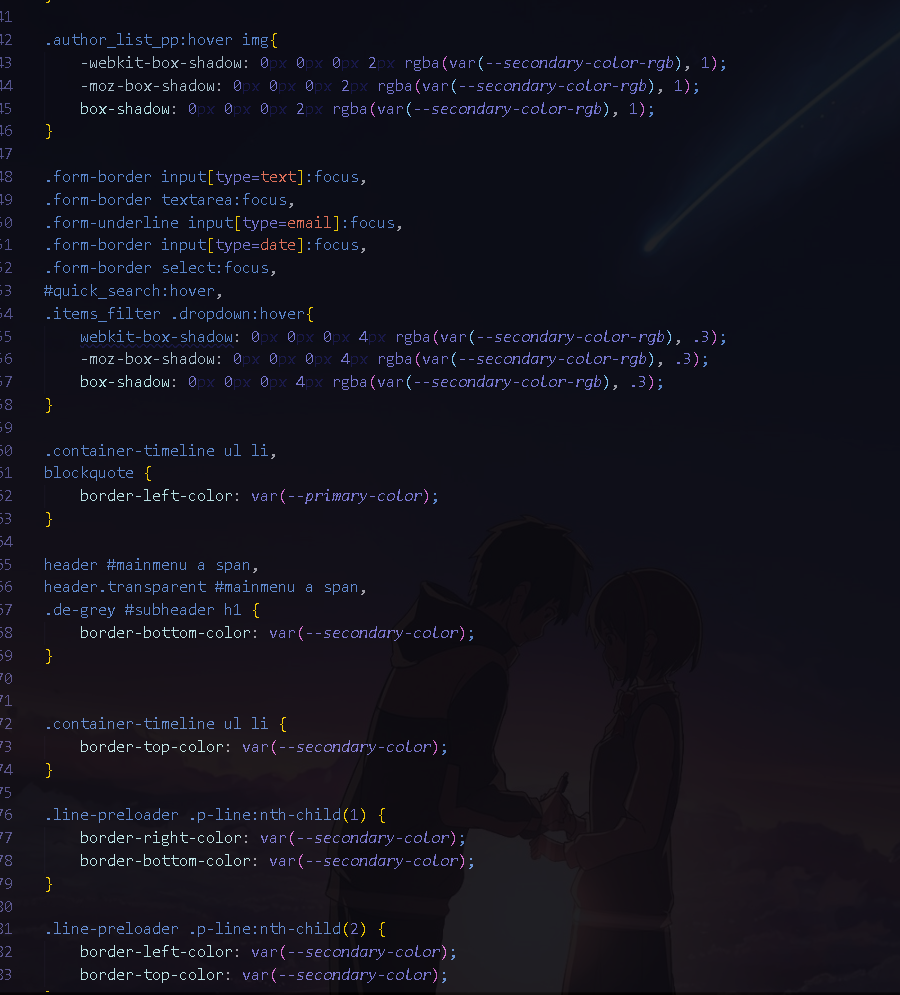 41
42 .author_list_pp:hover img{
43 -webkit-box-shadow: 0px 0px 0px 2px rgba(var(--secondary-color-rgb), 1);
44 -moz-box-shadow: 0px 0px 0px 2px rgba(var(--secondary-color-rgb), 1);
45 box-shadow: 0px 0px 0px 2px rgba(var(--secondary-color-rgb), 1);
46 }
47
48 .form-border input[type=text]:focus,
49 .form-border textarea:focus,
50 .form-underline input[type=email]:focus,
51 .form-border input[type=date]:focus,
52 .form-border select:focus,
53 #quick_search:hover,
54 .items_filter .dropdown:hover{
55 webkit-box-shadow: 0px 0px 0px 4px rgba(var(--secondary-color-rgb), .3);
56 -moz-box-shadow: 0px 0px 0px 4px rgba(var(--secondary-color-rgb), .3);
57 box-shadow: 0px 0px 0px 4px rgba(var(--secondary-color-rgb), .3);
58 }
59
60 .container-timeline ul li,
61 blockquote {
62 border-left-color: var(--primary-color);
63 }
64
65 header #mainmenu a span,
66 header.transparent #mainmenu a span,
67 .de-grey #subheader h1 {
68 border-bottom-color: var(--secondary-color);
69 }
70
71
72 .container-timeline ul li {
73 border-top-color: var(--secondary-color);
74 }
75
76 .line-preloader .p-line:nth-child(1) {
77 border-right-color: var(--secondary-color);
78 border-bottom-color: var(--secondary-color);
79 }
80
81 .line-preloader .p-line:nth-child(2) {
82 border-left-color: var(--secondary-color);
83 border-top-color: var(--secondary-color);